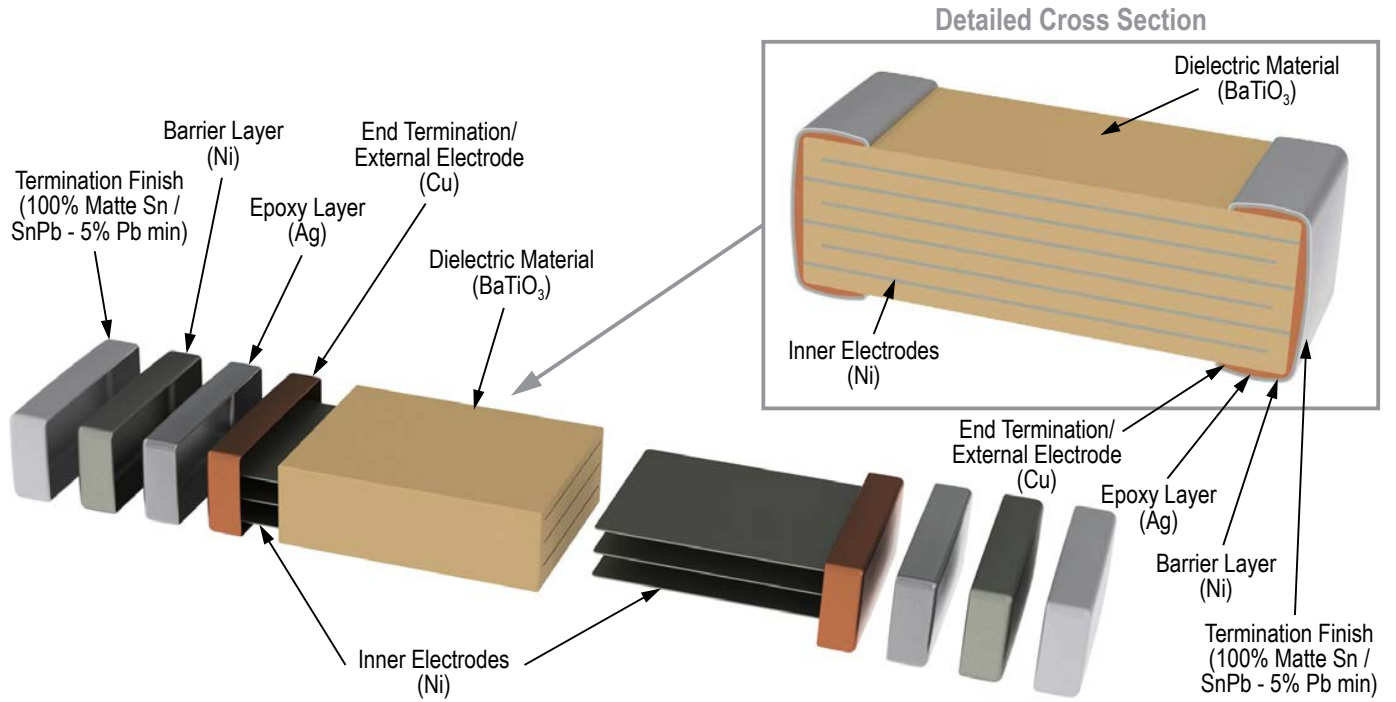 Detailed Cross Section
Dielectric Material
(BaTiO₃)
Barrier Layer
(Ni)
End Termination/
External Electrode
(Cu)
Termination Finish
(100% Matte Sn /
SnPb - 5% Pb min)
Epoxy Layer
(Ag)
Dielectric Material
(BaTiO₃)
Inner Electrodes
(Ni)
End Termination/
External Electrode
(Cu)
Epoxy Layer
(Ag)
Barrier Layer
(Ni)
Termination Finish
(100% Matte Sn /
SnPb - 5% Pb min)
Inner Electrodes
(Ni)